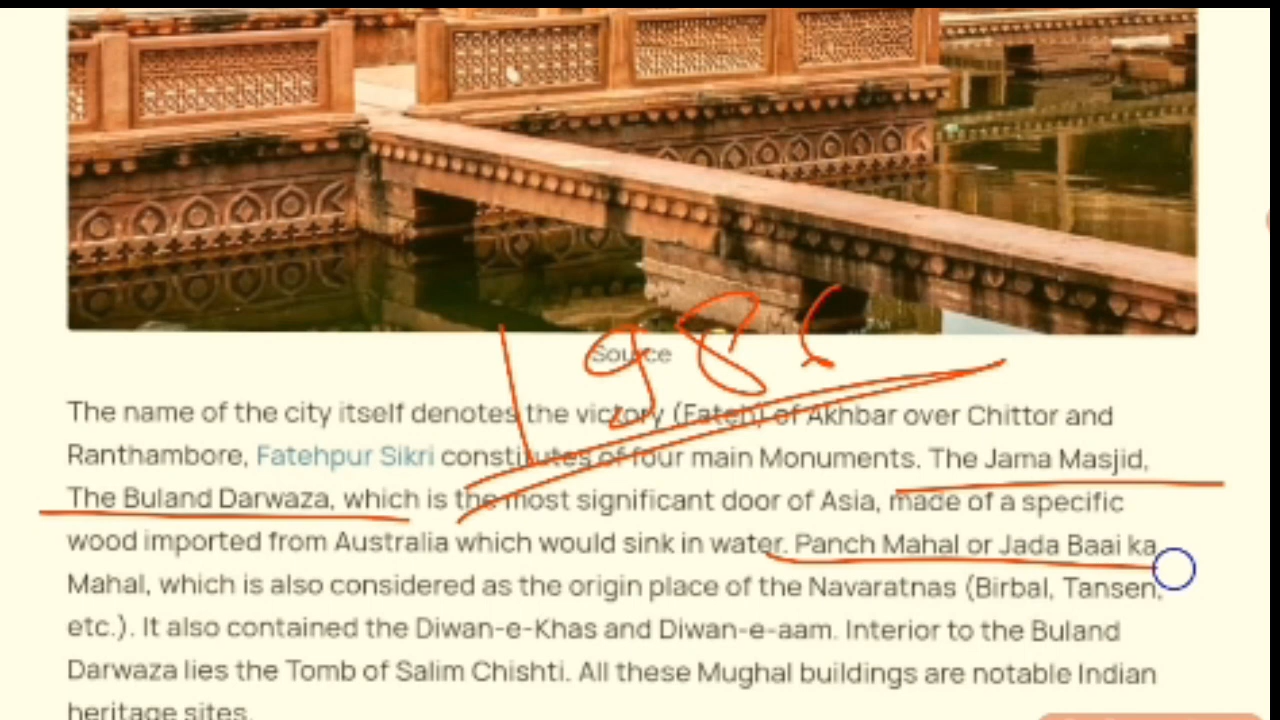 Source
1986
The name of the city itself denotes the victory (Fateh) of Akhbar over Chittor and
Ranthambore, Fatehpur Sikri constitutes of four main Monuments. The Jama Masjid,
The Buland Darwaza, which is the most significant door of Asia, made of a specific
wood imported from Australia which would sink in water. Panch Mahal or Jada Baai ka
Mahal, which is also considered as the origin place of the Navaratnas (Birbal, Tansen,
etc.). It also contained the Diwan-e-Khas and Diwan-e-aam. Interior to the Buland
Darwaza lies the Tomb of Salim Chishti. All these Mughal buildings are notable Indian
heritage sites.